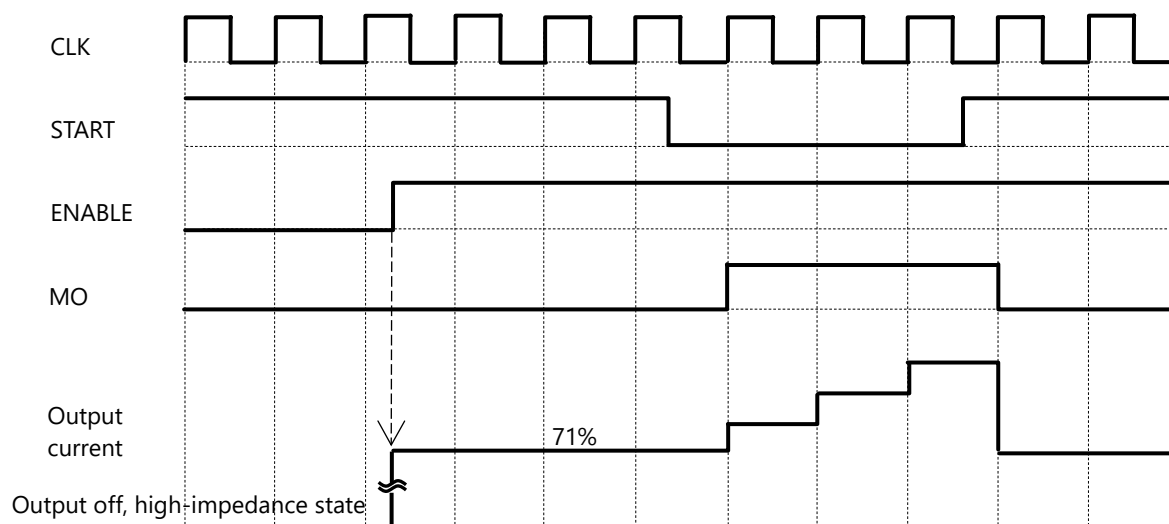 CLK
START
ENABLE
MO
Output
current
71%
Output off, high-impedance state